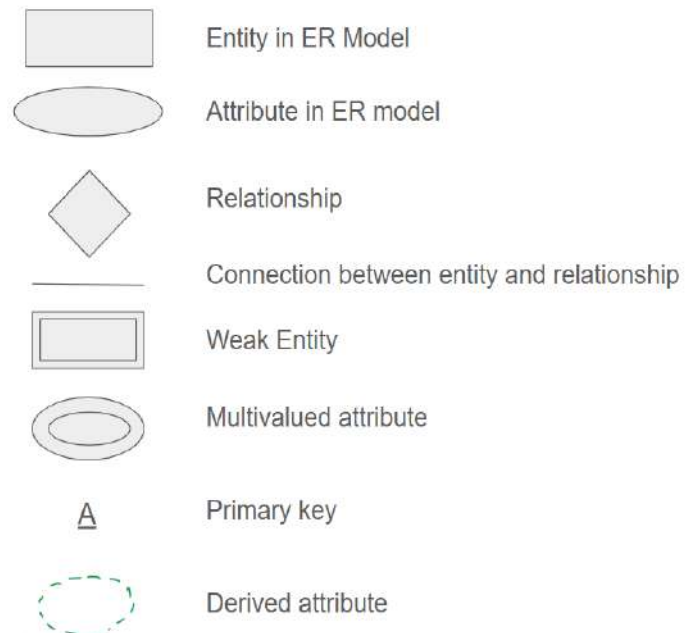 Entity in ER Model
Attribute in ER model
Relationship
Connection between entity and relationship
Weak Entity
Multivalued attribute
A Primary key
Derived attribute